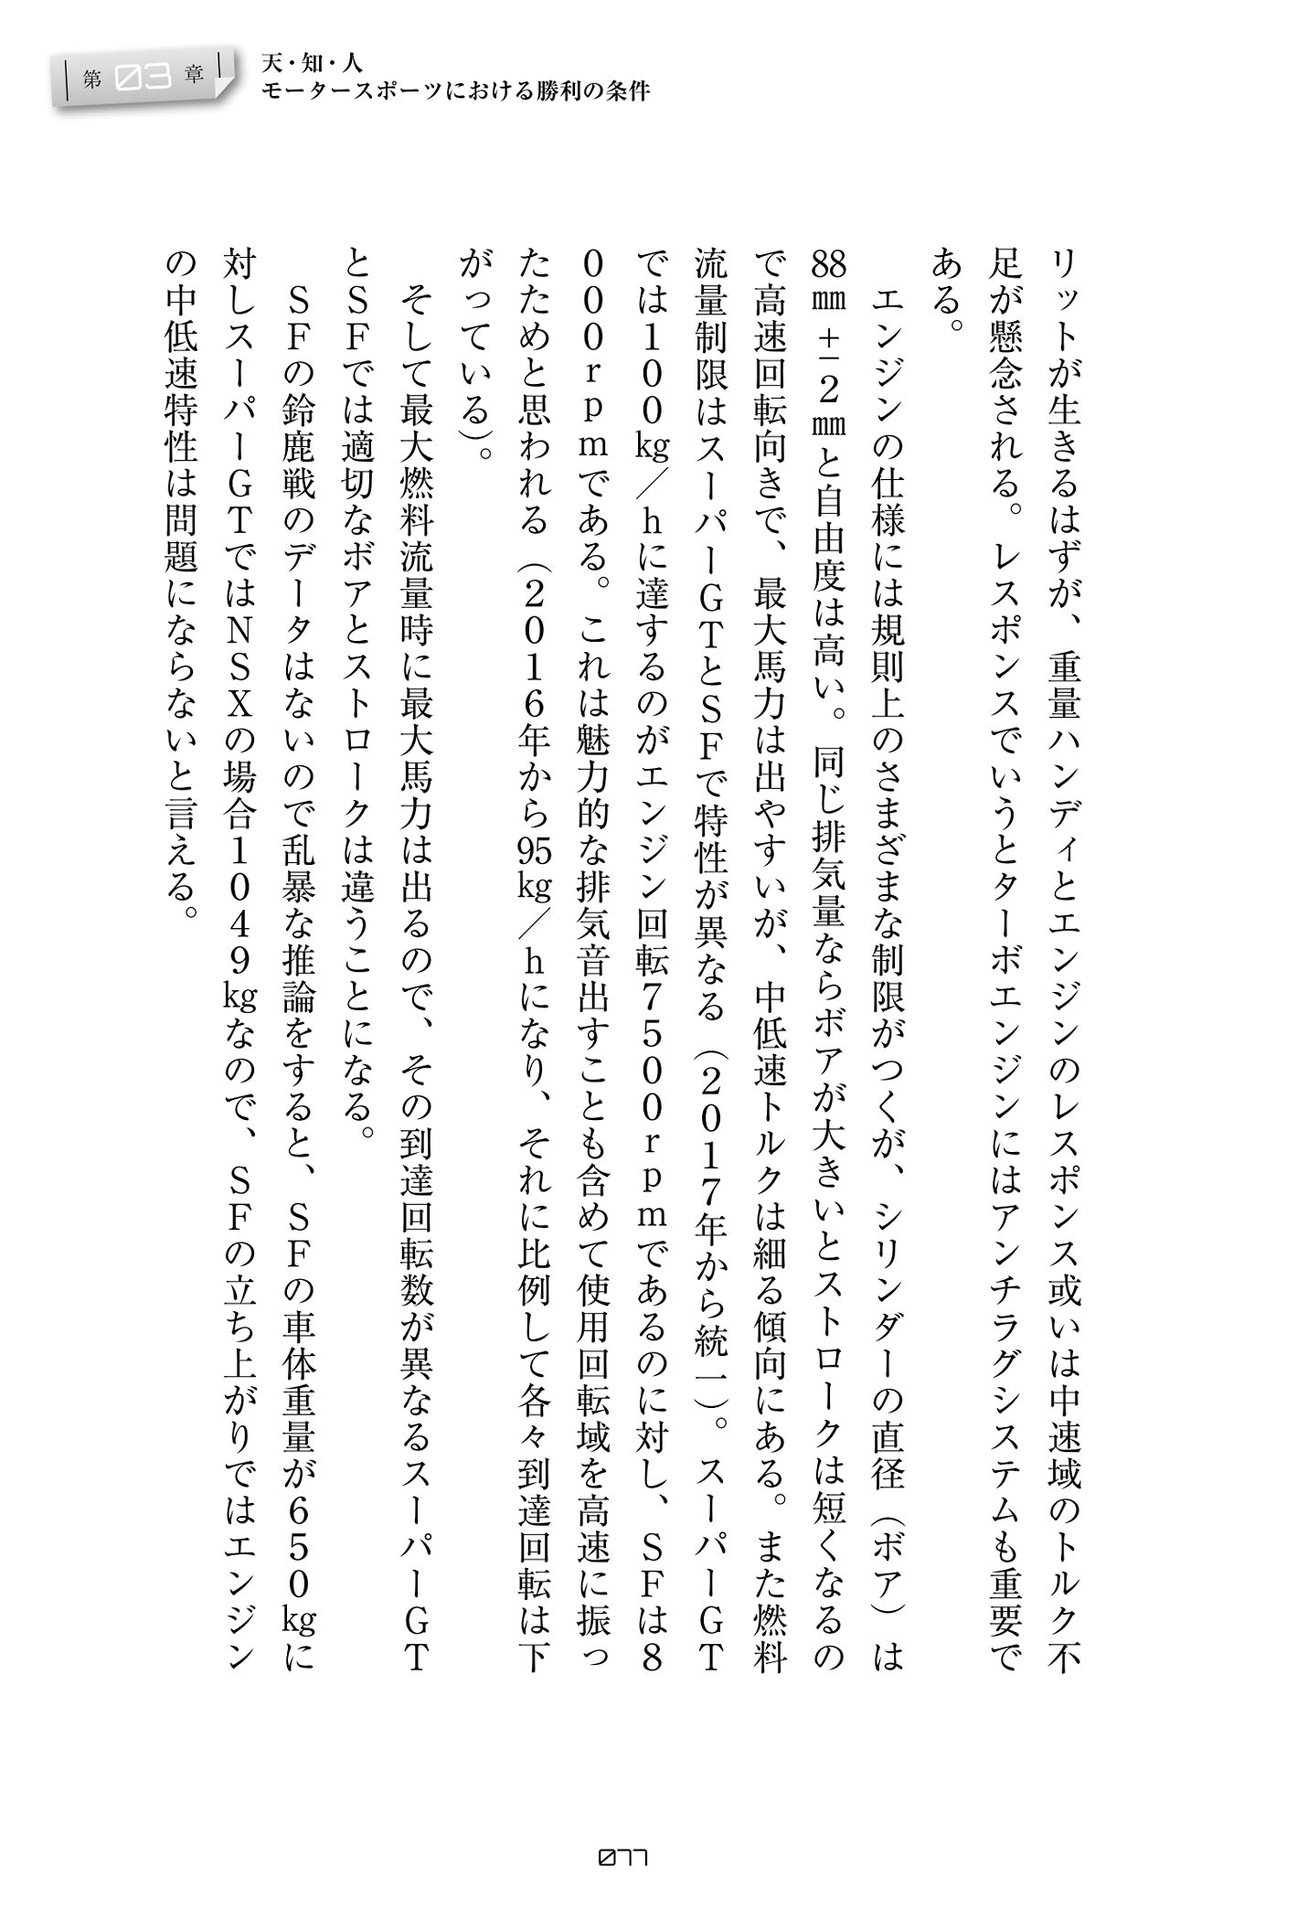 第03章
天・知・人
モータースポーツにおける勝利の条件
リットが生きるはずが、重量ハンディとエンジンのレスポンス或いは中速域のトルク不
足が懸念される。レスポンスでいうとターボエンジンにはアンチラグシステムも重要で
ある。
　エンジンの仕様には規則上のさまざまな制限がつくが、シリンダーの直径（ボア）は
88㎜＋－２㎜と自由度は高い。同じ排気量ならボアが大きいとストロークは短くなるの
で高速回転向きで、最大馬力は出やすいが、中低速トルクは細る傾向にある。また燃料
流量制限はスーパーＧＴとＳＦで特性が異なる（２０１７年から統一）。スーパーＧＴ
では１００㎏／ｈに達するのがエンジン回転７５００ｒｐｍであるのに対し、ＳＦは８
０００ｒｐｍである。これは魅力的な排気音出すことも含めて使用回転域を高速に振っ
たためと思われる（２０１６年から95㎏／ｈになり、それに比例して各々到達回転は下
がっている）。
　そして最大燃料流量時に最大馬力は出るので、その到達回転数が異なるスーパーＧＴ
とＳＦでは適切なボアとストロークは違うことになる。
　ＳＦの鈴鹿戦のデータはないので乱暴な推論をすると、ＳＦの車体重量が６５０㎏に
対しスーパーＧＴではＮＳＸの場合１０４９㎏なので、ＳＦの立ち上がりではエンジン
の中低速特性は問題にならないと言える。
077